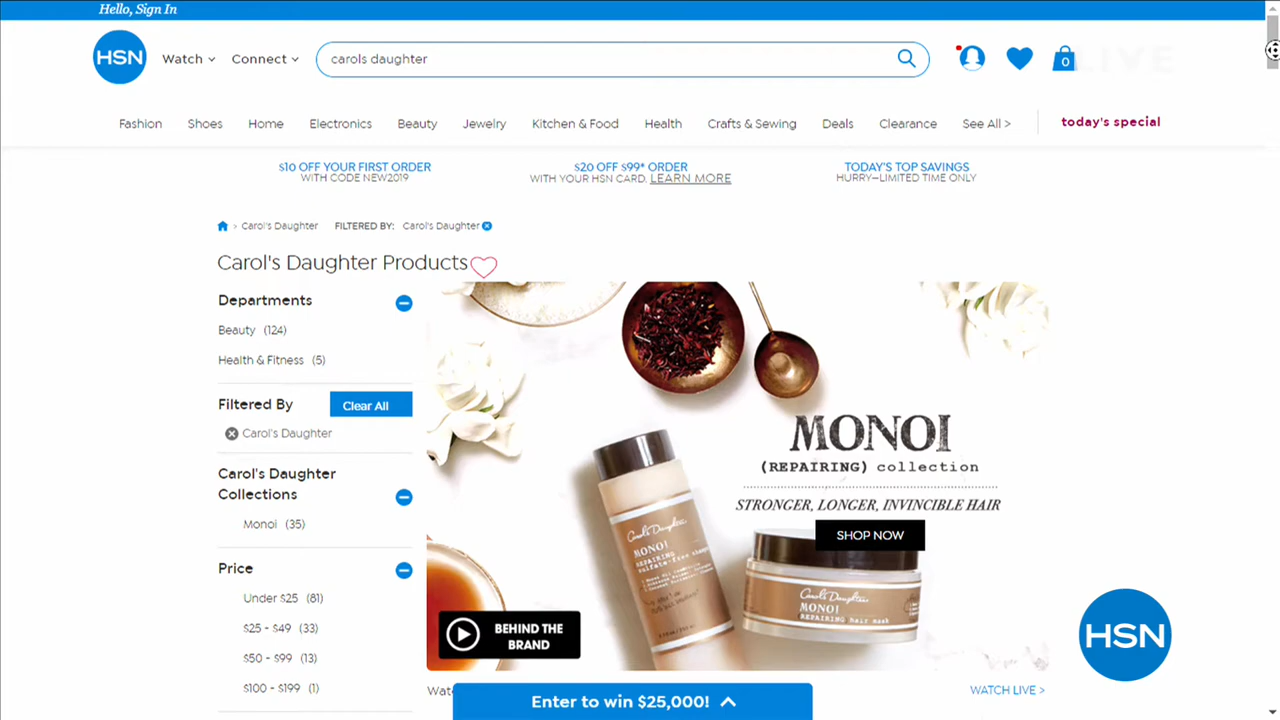 Hello, Sign In
HSN
Watch
Connect
carols daughter
0
LIVE
Fashion
Shoes
Home
Electronics
Beauty
Jewelry
Kitchen & Food
Health
Crafts & Sewing
Deals
Clearance
See All >
today's special
$10 OFF YOUR FIRST ORDER
WITH CODE NEW2019
$20 OFF $99* ORDER
WITH YOUR HSN CARD. LEARN MORE
TODAY'S TOP SAVINGS
HURRY—LIMITED TIME ONLY
> Carol's Daughter
FILTERED BY:
Carol's Daughter
Carol's Daughter Products
Departments
Beauty (124)
Health & Fitness (5)
Filtered By
Clear All
Carol's Daughter
Carol's Daughter
Collections
Monoi (35)
Price
Under $25 (81)
$25 - $49 (33)
$50 - $99 (13)
$100 - $199 (1)
MONOI
(REPAIRING) collection
STRONGER, LONGER, INVINCIBLE HAIR
SHOP NOW
Carol's Daughter
MONOI
REPAIRING
sulfate-free shampoo
Carol's Daughter
MONOI
REPAIRING hair mask
BEHIND THE
BRAND
HSN
WATCH LIVE >
Enter to win $25,000!